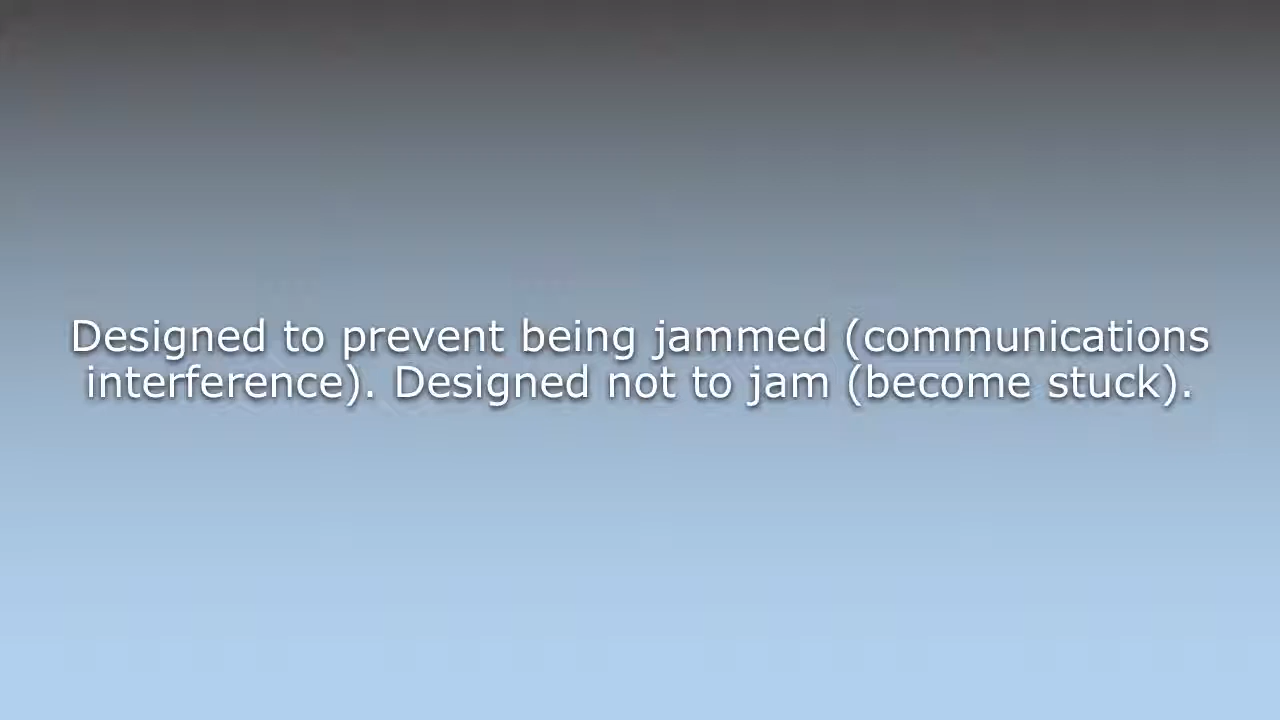 Designed to prevent being jammed (communications
interference). Designed not to jam (become stuck).